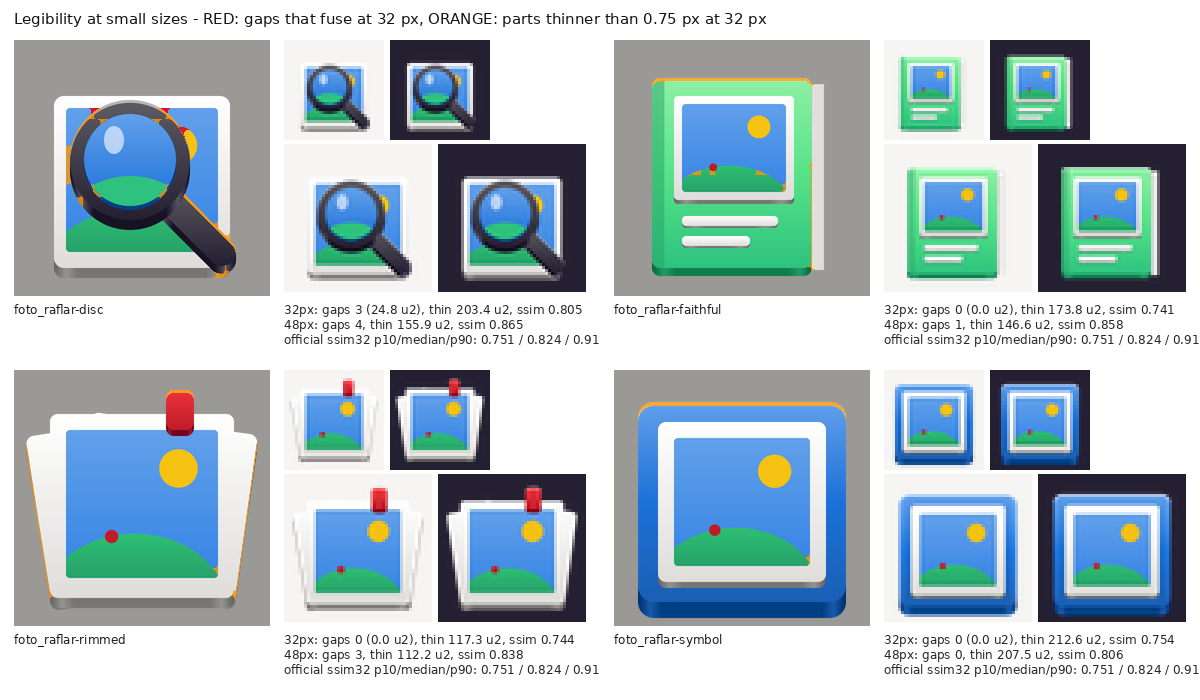 Legibility at small sizes - RED: gaps that fuse at 32 px, ORANGE: parts thinner than 0.75 px at 32 px
foto_raflar-disc
32px: gaps 3 (24.8 u2), thin 203.4 u2, ssim 0.805
48px: gaps 4, thin 155.9 u2, ssim 0.865
official ssim32 p10/median/p90: 0.751 / 0.824 / 0.91
foto_raflar-faithful
32px: gaps 0 (0.0 u2), thin 173.8 u2, ssim 0.741
48px: gaps 1, thin 146.6 u2, ssim 0.858
official ssim32 p10/median/p90: 0.751 / 0.824 / 0.91
foto_raflar-rimmed
32px: gaps 0 (0.0 u2), thin 117.3 u2, ssim 0.744
48px: gaps 3, thin 112.2 u2, ssim 0.838
official ssim32 p10/median/p90: 0.751 / 0.824 / 0.91
foto_raflar-symbol
32px: gaps 0 (0.0 u2), thin 212.6 u2, ssim 0.754
48px: gaps 0, thin 207.5 u2, ssim 0.806
official ssim32 p10/median/p90: 0.751 / 0.824 / 0.91